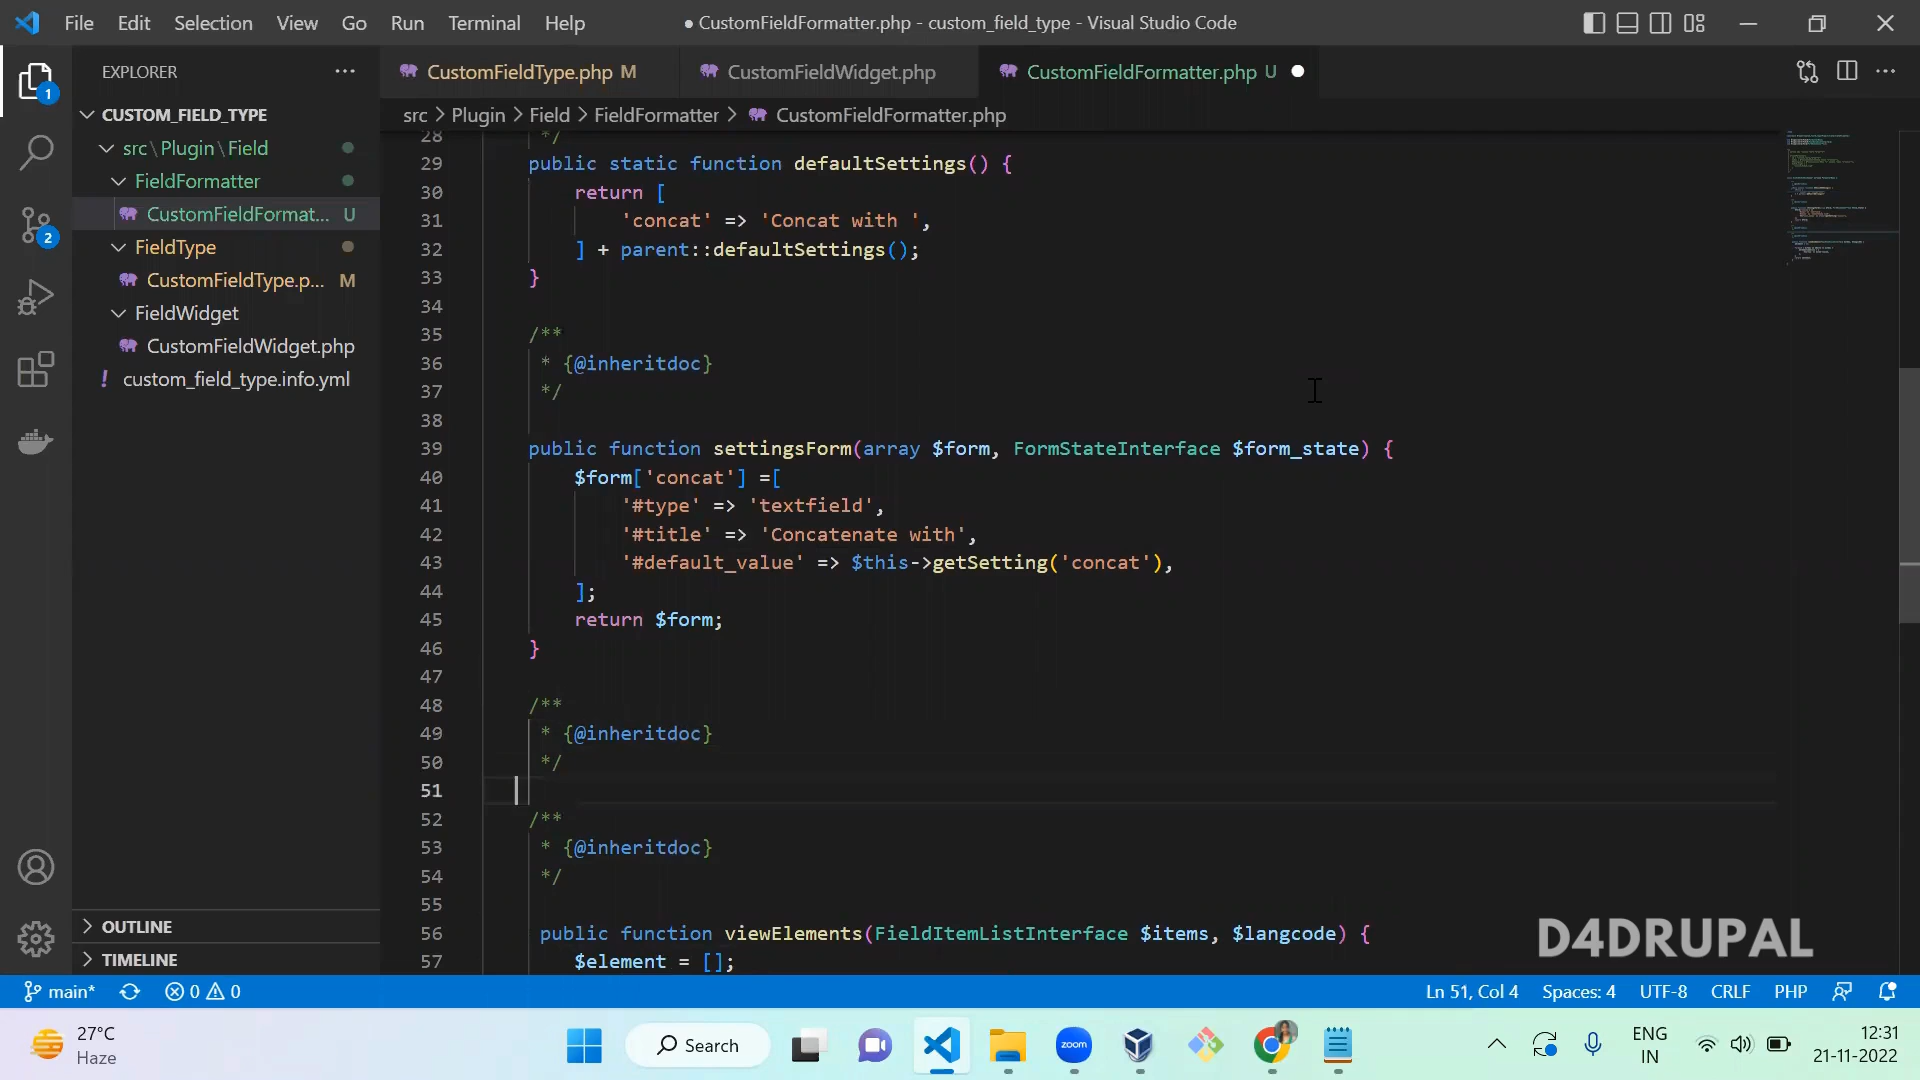 File Edit Selection View Go Run Terminal Help
● CustomFieldFormatter.php - custom_field_type - Visual Studio Code
EXPLORER
CustomFieldType.php M
CustomFieldWidget.php
CustomFieldFormatter.php U
src > Plugin > Field > FieldFormatter > CustomFieldFormatter.php
CUSTOM_FIELD_TYPE
src\Plugin\Field
FieldFormatter
CustomFieldFormat... U
FieldType
CustomFieldType.p... M
FieldWidget
CustomFieldWidget.php
! custom_field_type.info.yml
OUTLINE
TIMELINE
1
2
28 */
29 public static function defaultSettings() {
30 return [
31 'concat' => 'Concat with ',
32 ] + parent::defaultSettings();
33 }
34
35 /**
36 * {@inheritdoc}
37 */
38
39 public function settingsForm(array $form, FormStateInterface $form_state) {
40 $form['concat'] =[
41 '#type' => 'textfield',
42 '#title' => 'Concatenate with',
43 '#default_value' => $this->getSetting('concat'),
44 ];
45 return $form;
46 }
47
48 /**
49 * {@inheritdoc}
50 */
51
52 /**
53 * {@inheritdoc}
54 */
55
56 public function viewElements(FieldItemListInterface $items, $langcode) {
57 $element = [];
D4DRUPAL
main* 0 0
Ln 51, Col 4 Spaces: 4 UTF-8 CRLF PHP
27°C
Haze
Search
zoom
ENG
IN
12:31
21-11-2022